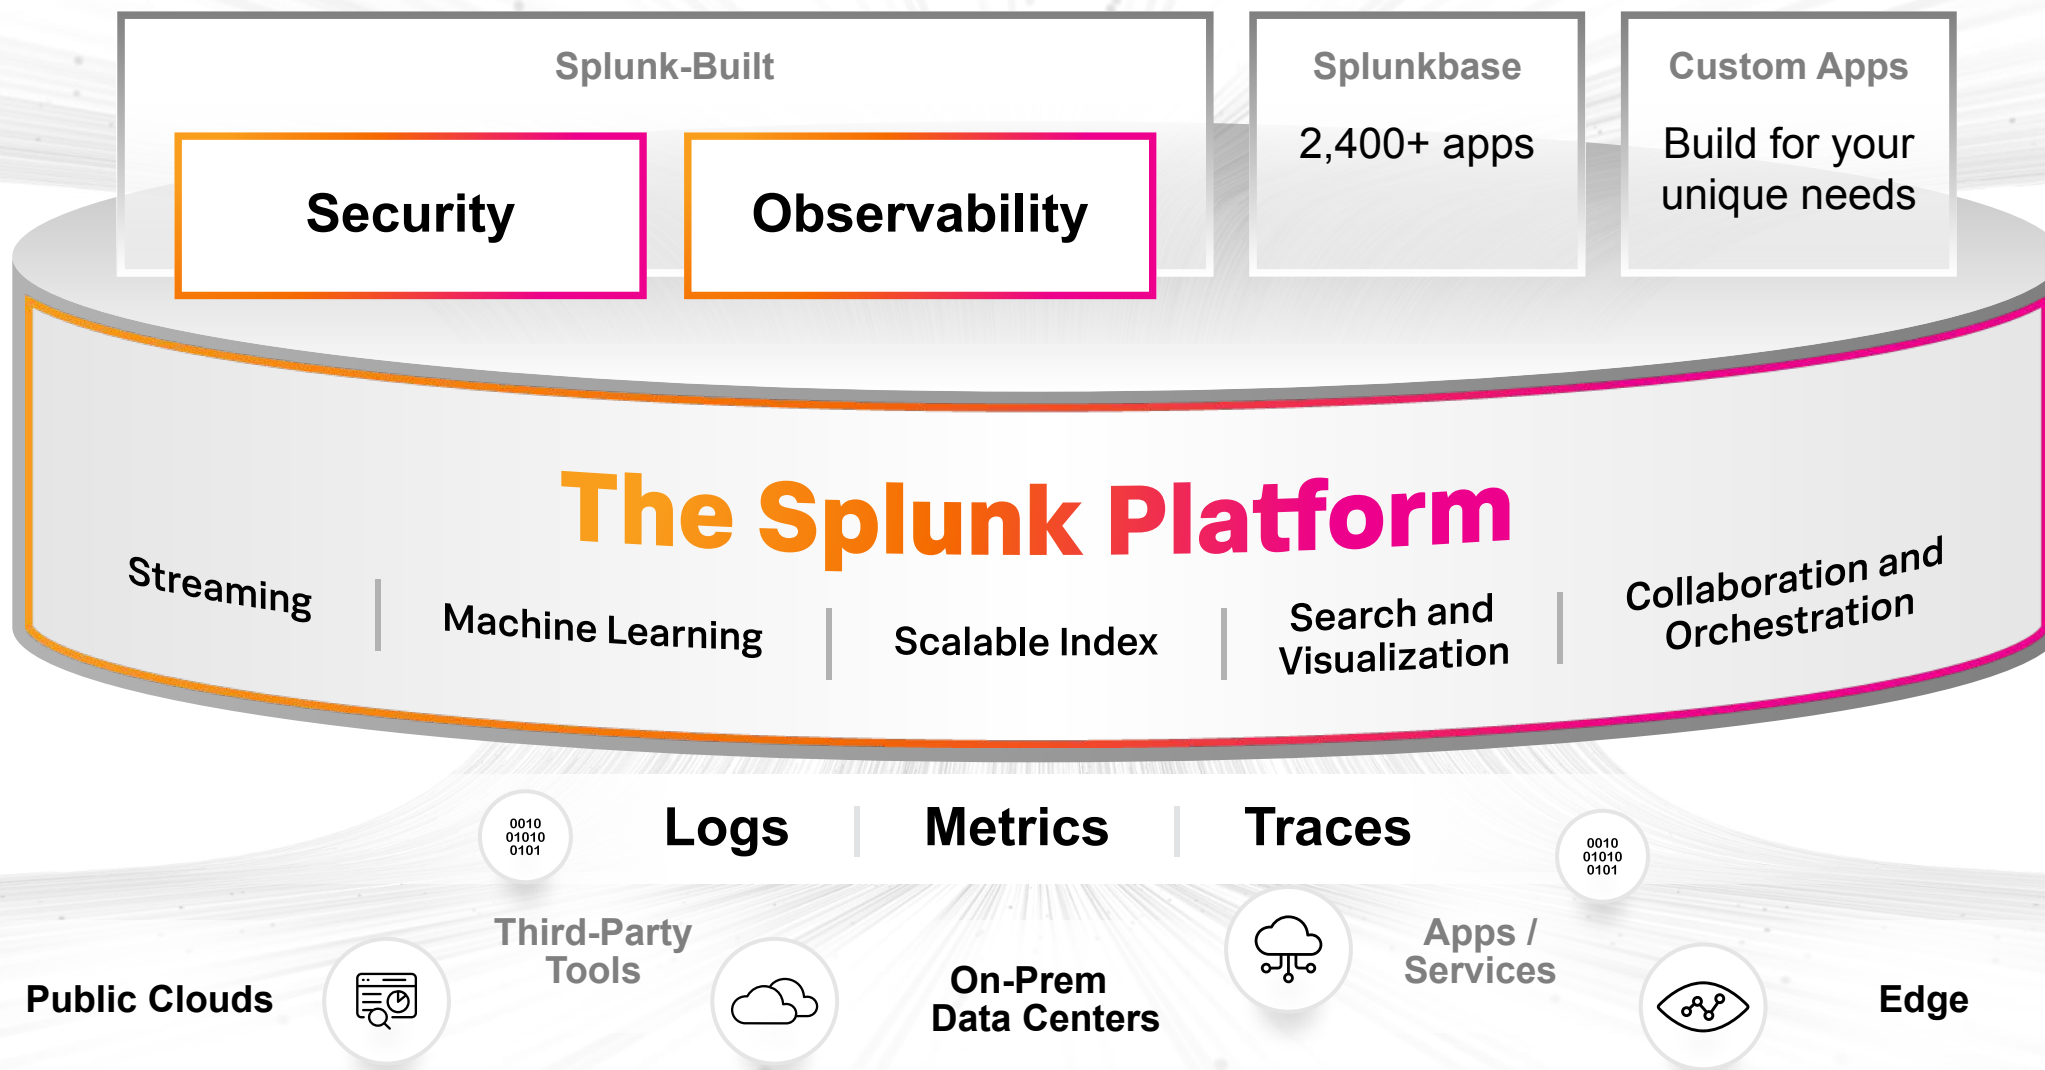 Splunk-Built
Security
Observability
Splunkbase
2,400+ apps
Custom Apps
Build for your
unique needs
The Splunk Platform
Streaming
Machine Learning
Scalable Index
Search and
Visualization
Collaboration and
Orchestration
0010
01010
0101
Logs
Metrics
Traces
0010
01010
0101
Public Clouds
Third-Party
Tools
On-Prem
Data Centers
Apps /
Services
Edge